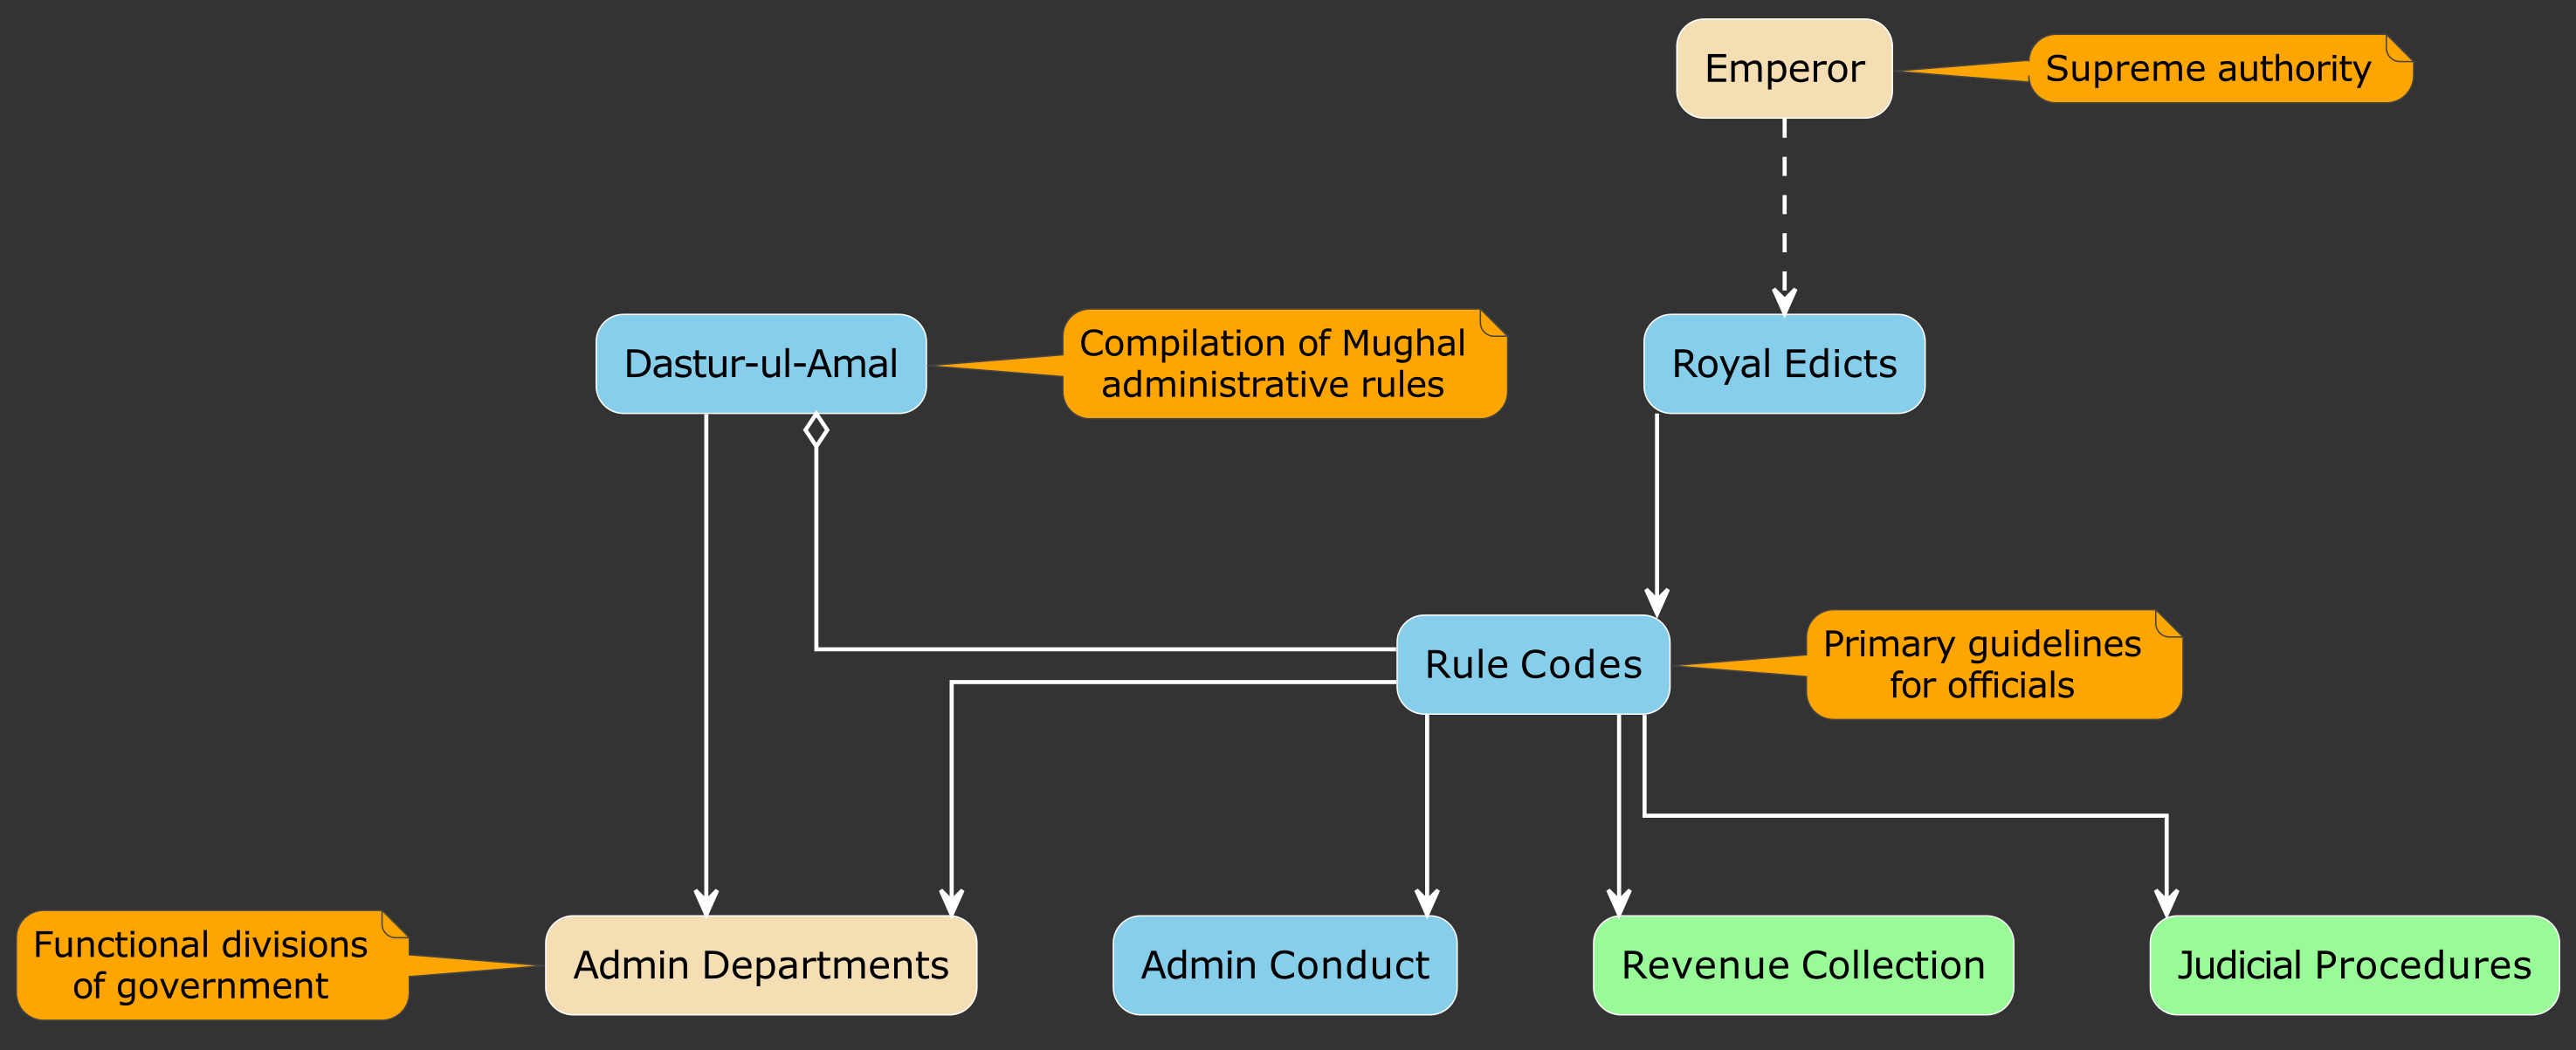 Emperor
Supreme authority
Dastur-ul-Amal
Compilation of Mughal
administrative rules
Royal Edicts
Rule Codes
Primary guidelines
for officials
Functional divisions
of government
Admin Departments
Admin Conduct
Revenue Collection
Judicial Procedures